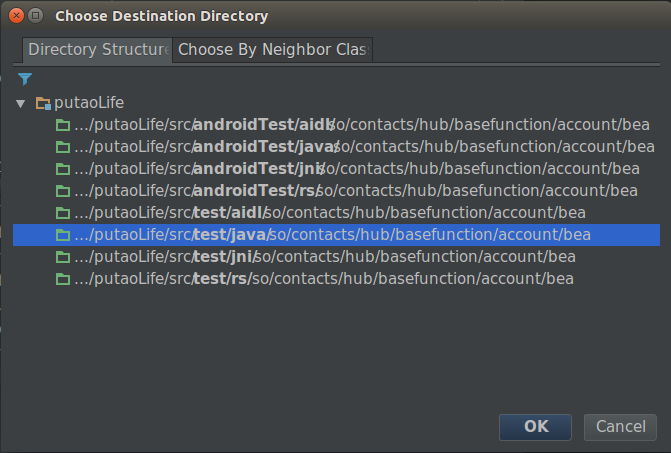 Choose Destination Directory
Directory Structure
Choose By Neighbor Clas
putaoLife
.../putaoLife/src/androidTest/aidl/so/contacts/hub/basefunction/account/bea
.../putaoLife/src/androidTest/java/so/contacts/hub/basefunction/account/bea
.../putaoLife/src/androidTest/jni/so/contacts/hub/basefunction/account/bea
.../putaoLife/src/androidTest/rs/so/contacts/hub/basefunction/account/bea
.../putaoLife/src/test/aidl/so/contacts/hub/basefunction/account/bea
.../putaoLife/src/test/java/so/contacts/hub/basefunction/account/bea
.../putaoLife/src/test/jni/so/contacts/hub/basefunction/account/bea
.../putaoLife/src/test/rs/so/contacts/hub/basefunction/account/bea
OK
Cancel